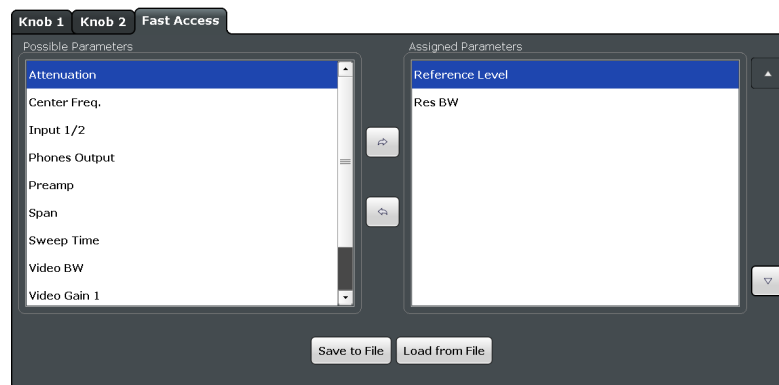 Knob 1 Knob 2 Fast Access
Possible Parameters
Attenuation
Center Freq.
Input 1/2
Phones Output
Preamp
Span
Sweep Time
Video BW
Video Gain 1
Assigned Parameters
Reference Level
Res BW
Save to File Load from File